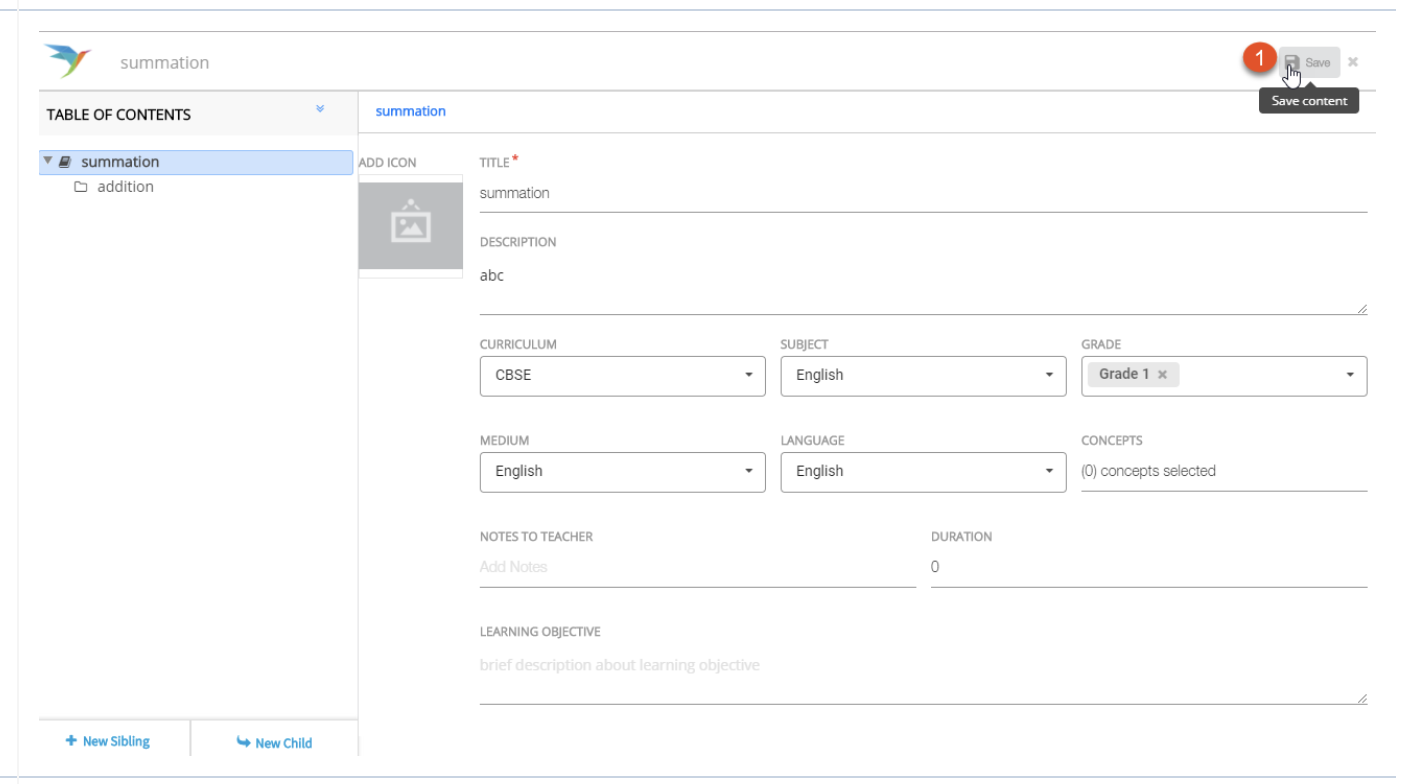 summation
1
Save
Save content
TABLE OF CONTENTS
summation
summation
addition
ADD ICON
TITLE*
summation
DESCRIPTION
abc
CURRICULUM SUBJECT GRADE
CBSE English Grade 1 ×
MEDIUM LANGUAGE CONCEPTS
English English (0) concepts selected
NOTES TO TEACHER DURATION
Add Notes 0
LEARNING OBJECTIVE
brief description about learning objective
+ New Sibling New Child